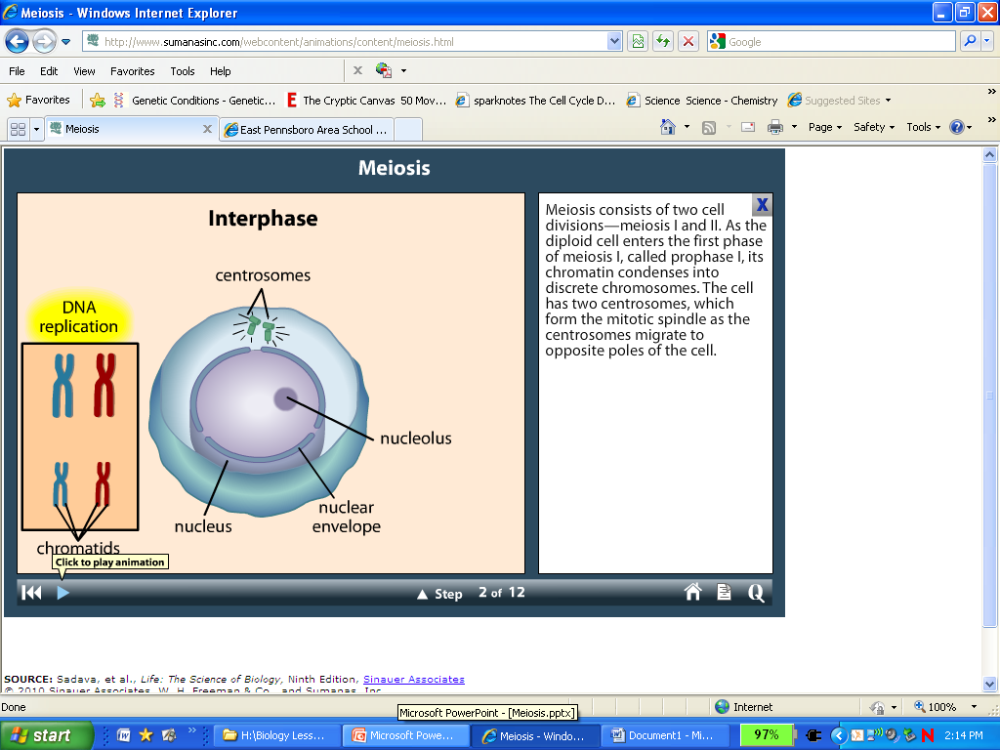 Meiosis - Windows Internet Explorer
http://www.sumanasinc.com/webcontent/animations/content/meiosis.html
Google
File Edit View Favorites Tools Help
X
Favorites Genetic Conditions - Genetic... E The Cryptic Canvas 50 Mov... sparknotes The Cell Cycle D... Science Science - Chemistry Suggested Sites
Meiosis East Pennsboro Area School ... Page Safety Tools
Meiosis
Interphase
centrosomes
DNA
replication
nucleolus
nuclear
envelope
nucleus
chromatids
Click to play animation
X
Meiosis consists of two cell
divisions—meiosis I and II. As the
diploid cell enters the first phase
of meiosis I, called prophase I, its
chromatin condenses into
discrete chromosomes. The cell
has two centrosomes, which
form the mitotic spindle as the
centrosomes migrate to
opposite poles of the cell.
Step 2 of 12
Q
SOURCE: Sadava, et al., Life: The Science of Biology, Ninth Edition, Sinauer Associates
© 2010 Sinauer Associates, W. H. Freeman & Co., and Sumanas, Inc.
Done Internet 100%
Microsoft PowerPoint - [Meiosis.pptx]
start H:\Biology Less... Microsoft Powe... Meiosis - Windo... Document1 - Mi... 97% 2:14 PM